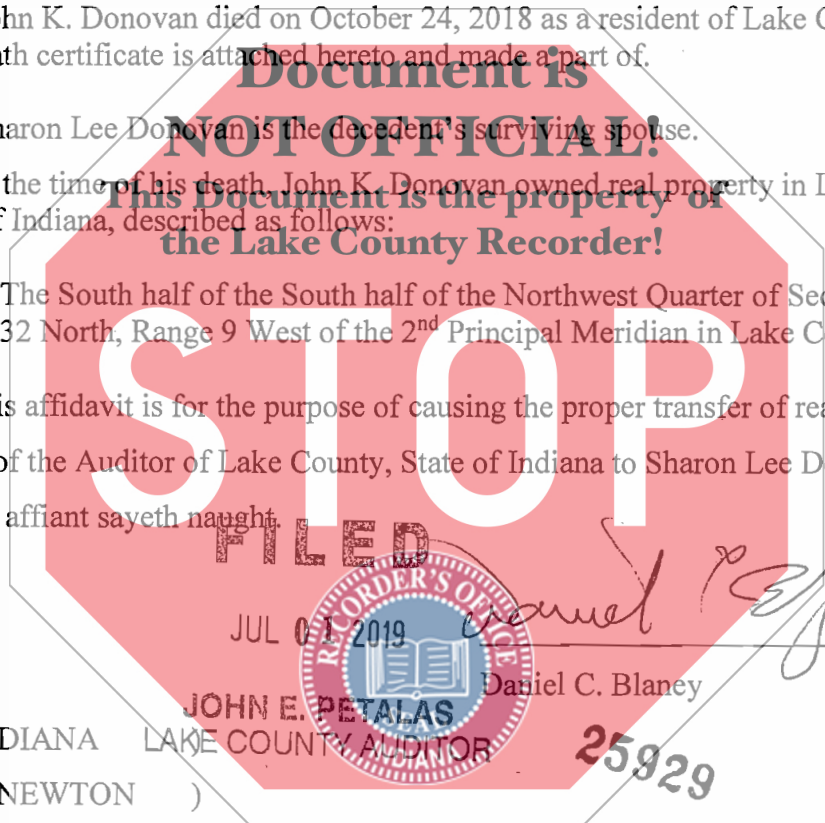 hn K. Donovan died on October 24, 2018 as a resident of Lake C
th certificate is attached hereto and made a part of.
Document is
aron Lee Donovan is the decedent's surviving spouse.
NOT OFFICIAL!
the time of his death, John K. Donovan owned real property in L
This Document is the property of
f Indiana, described as follows:
the Lake County Recorder!
The South half of the South half of the Northwest Quarter of Sec
32 North, Range 9 West of the 2nd Principal Meridian in Lake C
STOP
is affidavit is for the purpose of causing the proper transfer of rea
of the Auditor of Lake County, State of Indiana to Sharon Lee D
affiant sayeth naught.
FILED
RECORDER'S OFFICE
JUL 01 2019
Daniel C. Blaney
JOHN E. PETALAS
SEAL
DIANA )
LAKE COUNTY AUDITOR
INDIANA
25929
NEWTON )